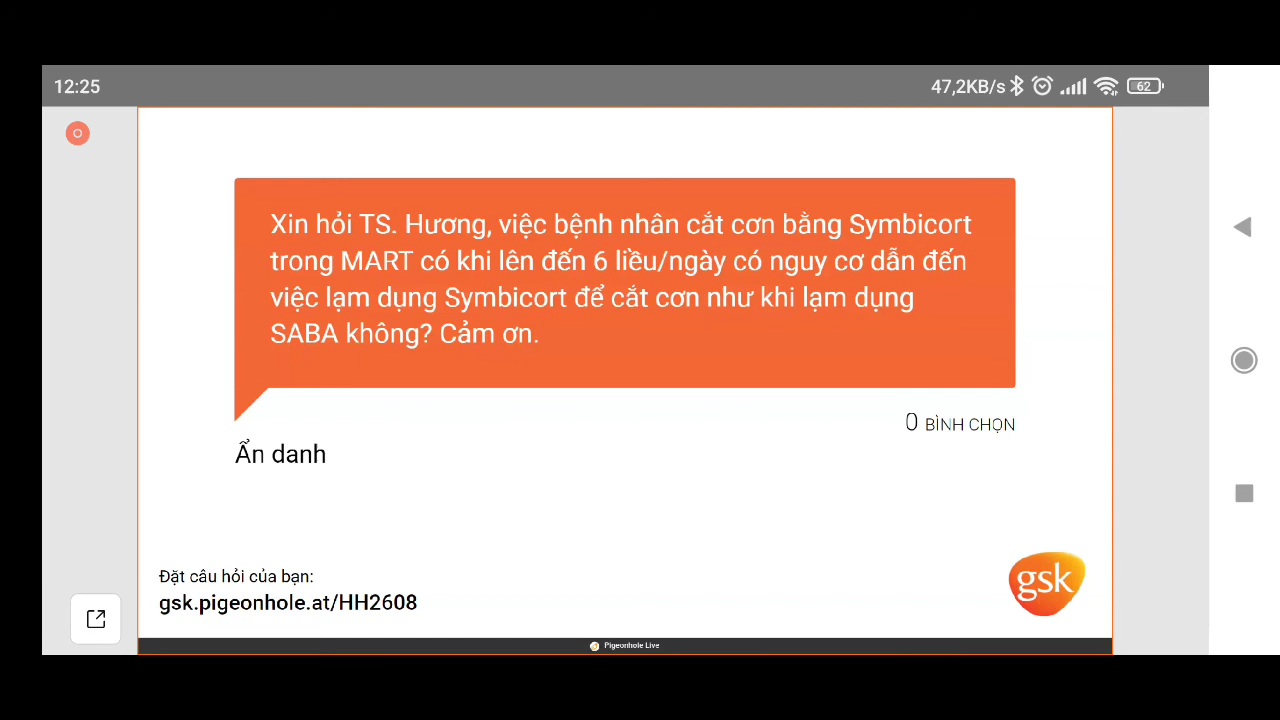 12:25
47,2KB/s
62
Xin hỏi TS. Hương, việc bệnh nhân cắt cơn bằng Symbicort
trong MART có khi lên đến 6 liều/ngày có nguy cơ dẫn đến
việc lạm dụng Symbicort để cắt cơn như khi lạm dụng
SABA không? Cảm ơn.
0 BÌNH CHỌN
Ẩn danh
Đặt câu hỏi của bạn:
gsk.pigeonhole.at/HH2608
gsk
Pigeonhole Live